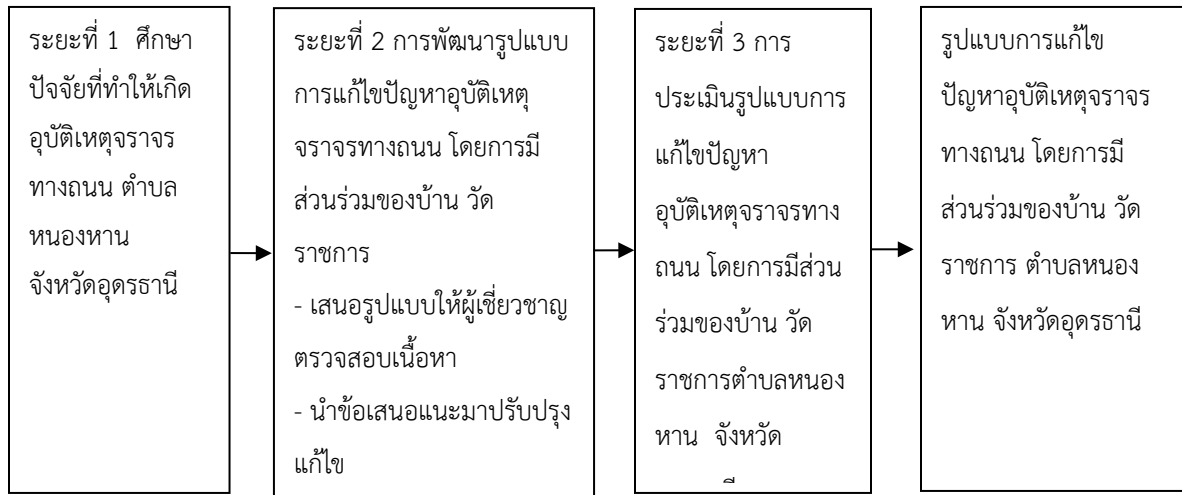 ระยะที่ 1 ศึกษา
ปัจจัยที่ทำให้เกิด
อุบัติเหตุจราจร
ทางถนน ตำบล
หนองหาน
จังหวัดอุดรธานี
ระยะที่ 2 การพัฒนารูปแบบ
การแก้ไขปัญหาอุบัติเหตุ
จราจรทางถนน โดยการมี
ส่วนร่วมของบ้าน วัด
ราชการ
- เสนอรูปแบบให้ผู้เชี่ยวชาญ
ตรวจสอบเนื้อหา
- นำข้อเสนอแนะมาปรับปรุง
แก้ไข
ระยะที่ 3 การ
ประเมินรูปแบบการ
แก้ไขปัญหา
อุบัติเหตุจราจรทาง
ถนน โดยการมีส่วน
ร่วมของบ้าน วัด
ราชการตำบลหนอง
หาน จังหวัด
รูปแบบการแก้ไข
ปัญหาอุบัติเหตุจราจร
ทางถนน โดยการมี
ส่วนร่วมของบ้าน วัด
ราชการ ตำบลหนอง
หาน จังหวัดอุดรธานี